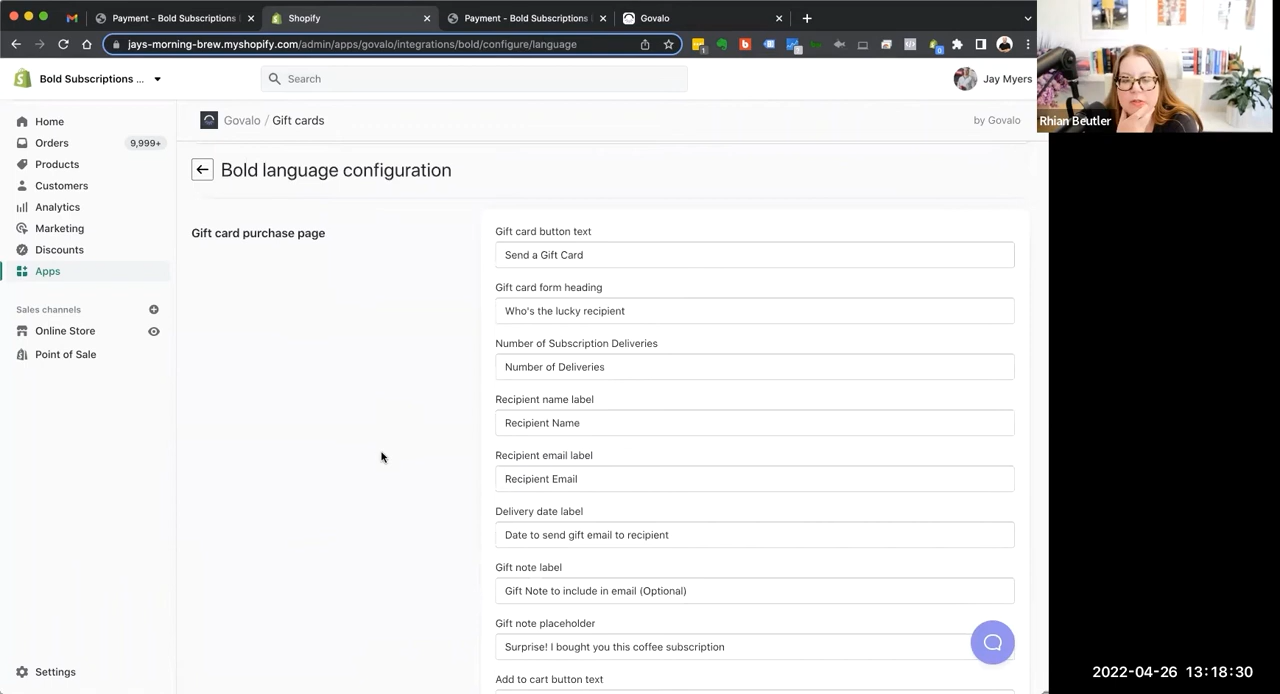 Payment - Bold Subscriptions
Shopify
Payment - Bold Subscriptions
Govalo
jays-morning-brew.myshopify.com/admin/apps/govalo/integrations/bold/configure/language
Bold Subscriptions ...
Search
Jay Myers
Rhian Beutler
Home
Orders 9,999+
Products
Customers
Analytics
Marketing
Discounts
Apps
Sales channels
Online Store
Point of Sale
Settings
Govalo / Gift cards
by Govalo
Bold language configuration
Gift card purchase page
Gift card button text
Send a Gift Card
Gift card form heading
Who's the lucky recipient
Number of Subscription Deliveries
Number of Deliveries
Recipient name label
Recipient Name
Recipient email label
Recipient Email
Delivery date label
Date to send gift email to recipient
Gift note label
Gift Note to include in email (Optional)
Gift note placeholder
Surprise! I bought you this coffee subscription
Add to cart button text
2022-04-26 13:18:30